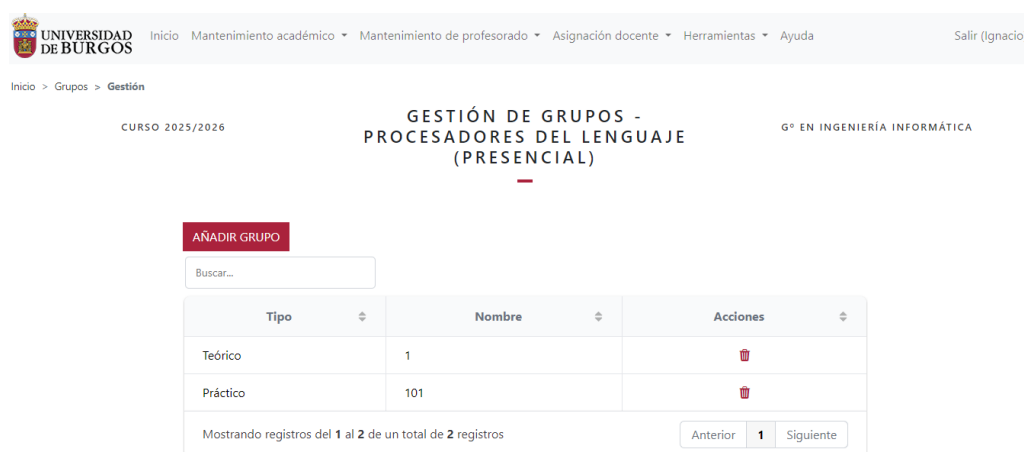 UNIVERSIDAD
DE BURGOS
Inicio Mantenimiento académico Mantenimiento de profesorado Asignación docente Herramientas Ayuda Salir (Ignacio
Inicio > Grupos > Gestión
CURSO 2025/2026
GESTIÓN DE GRUPOS -
PROCESADORES DEL LENGUAJE
(PRESENCIAL)
Gº EN INGENIERÍA INFORMÁTICA
AÑADIR GRUPO
Buscar...
Tipo Nombre Acciones
Teórico 1
Práctico 101
Mostrando registros del 1 al 2 de un total de 2 registros Anterior 1 Siguiente